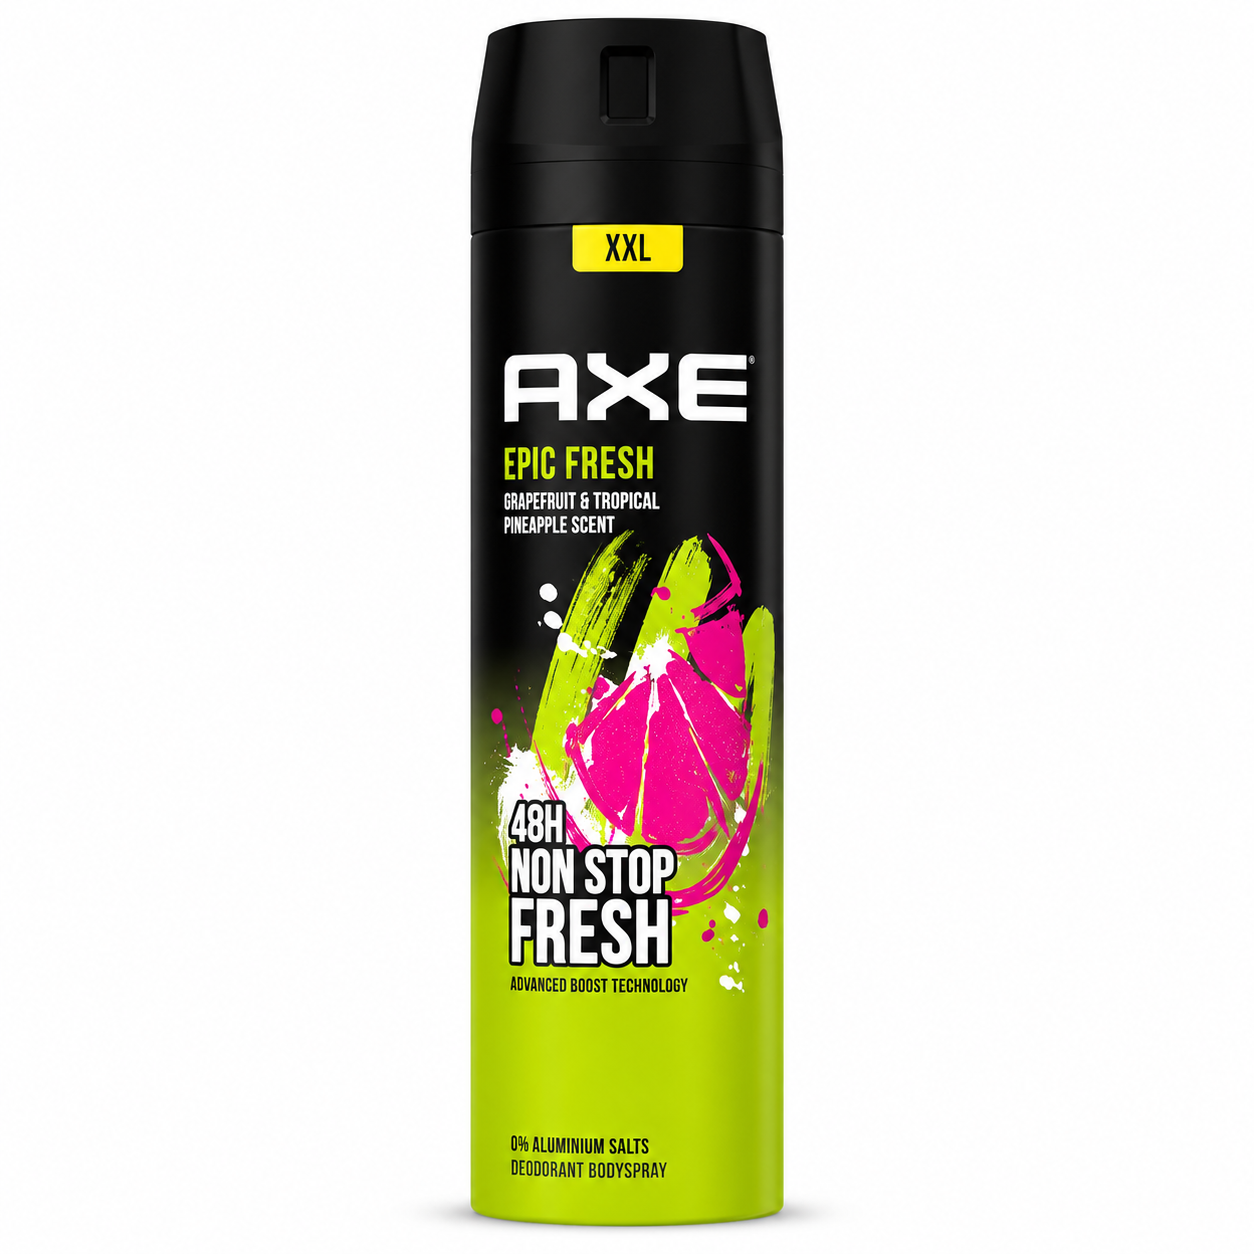 XXL
AXE®
EPIC FRESH
GRAPEFRUIT & TROPICAL
PINEAPPLE SCENT
48H
NON STOP
FRESH
ADVANCED BOOST TECHNOLOGY
0% ALUMINIUM SALTS
DEODORANT BODYSPRAY